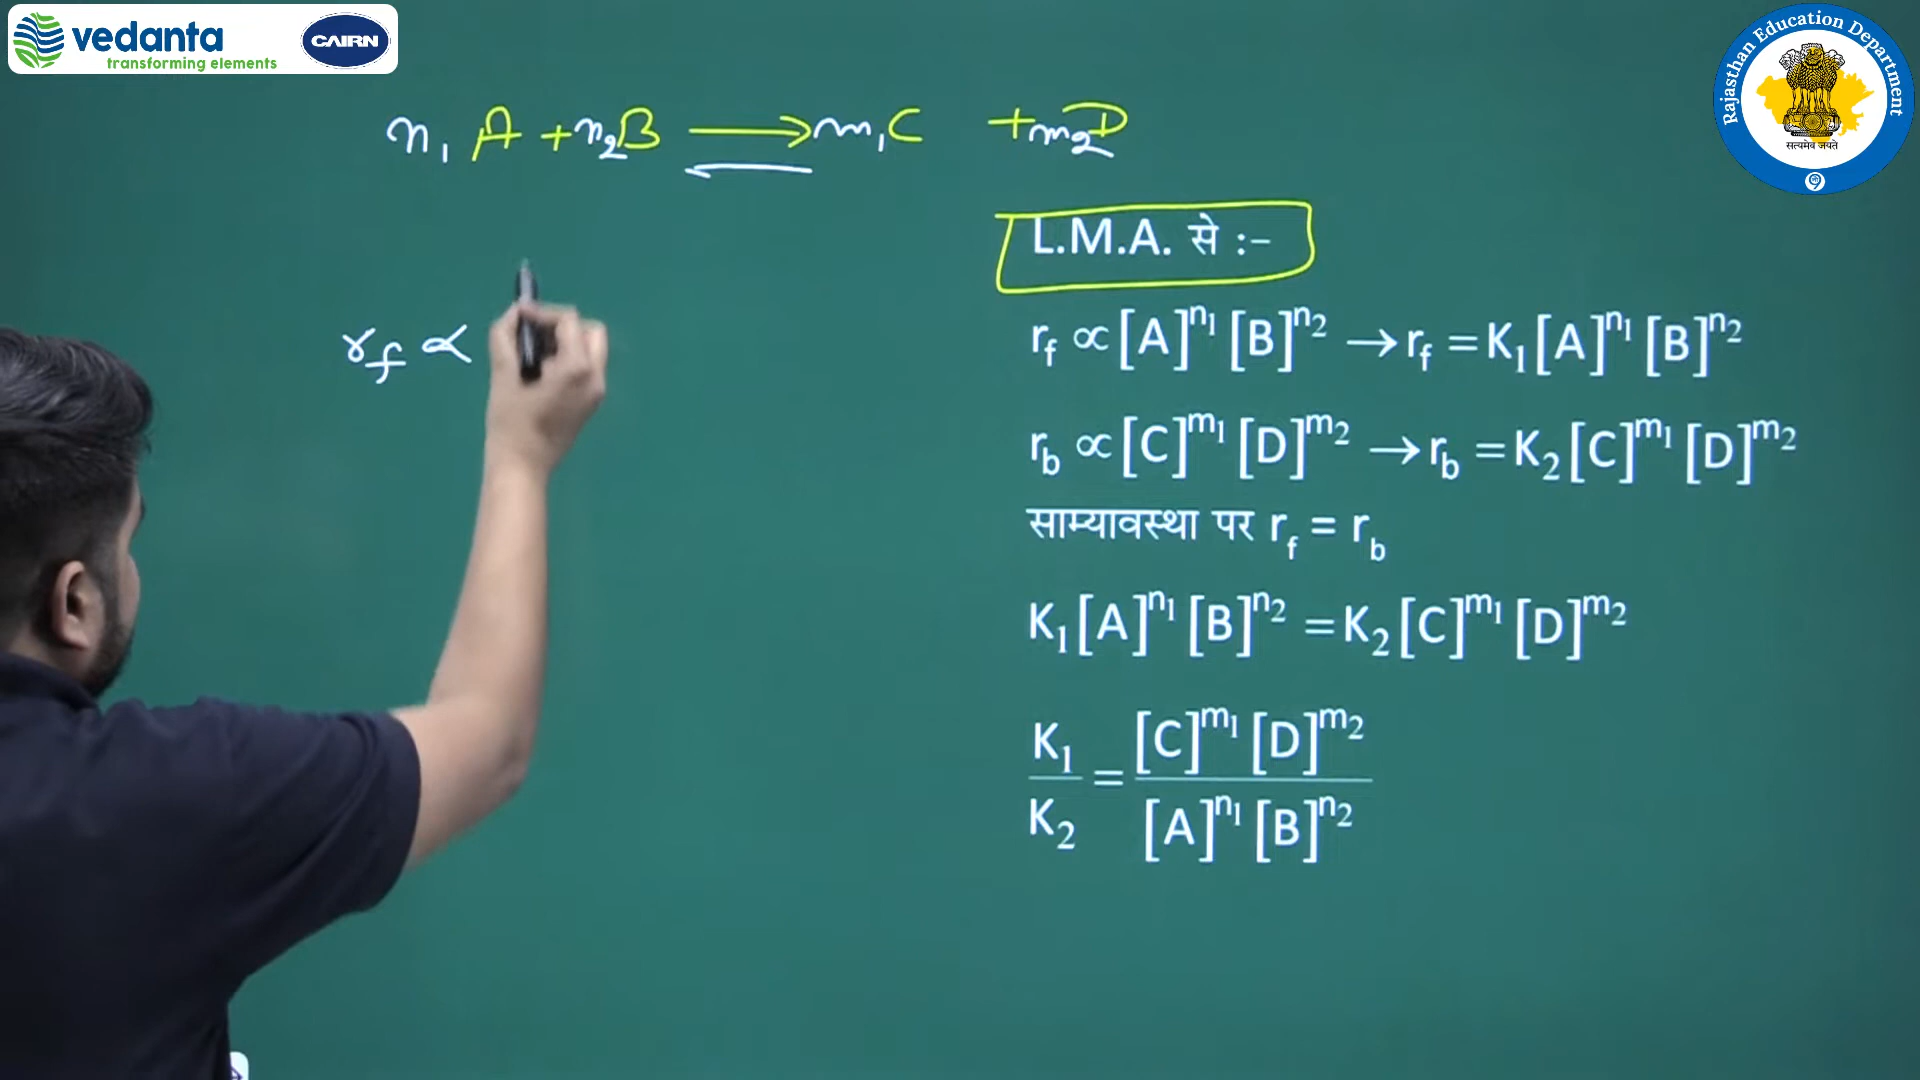 vedanta
transforming elements
CAIRN
Rajasthan Education Department
सत्यमेव जयते
n₁ A + n₂B ⇌ m₁C + m₂D
L.M.A. से :-
r_f ∝
r_f ∝ [A]^n₁ [B]^n₂ → r_f = K₁[A]^n₁ [B]^n₂
r_b ∝ [C]^m₁ [D]^m₂ → r_b = K₂[C]^m₁ [D]^m₂
साम्यावस्था पर r_f = r_b
K₁[A]^n₁ [B]^n₂ = K₂[C]^m₁ [D]^m₂
K₁/K₂ = [C]^m₁ [D]^m₂ / [A]^n₁ [B]^n₂